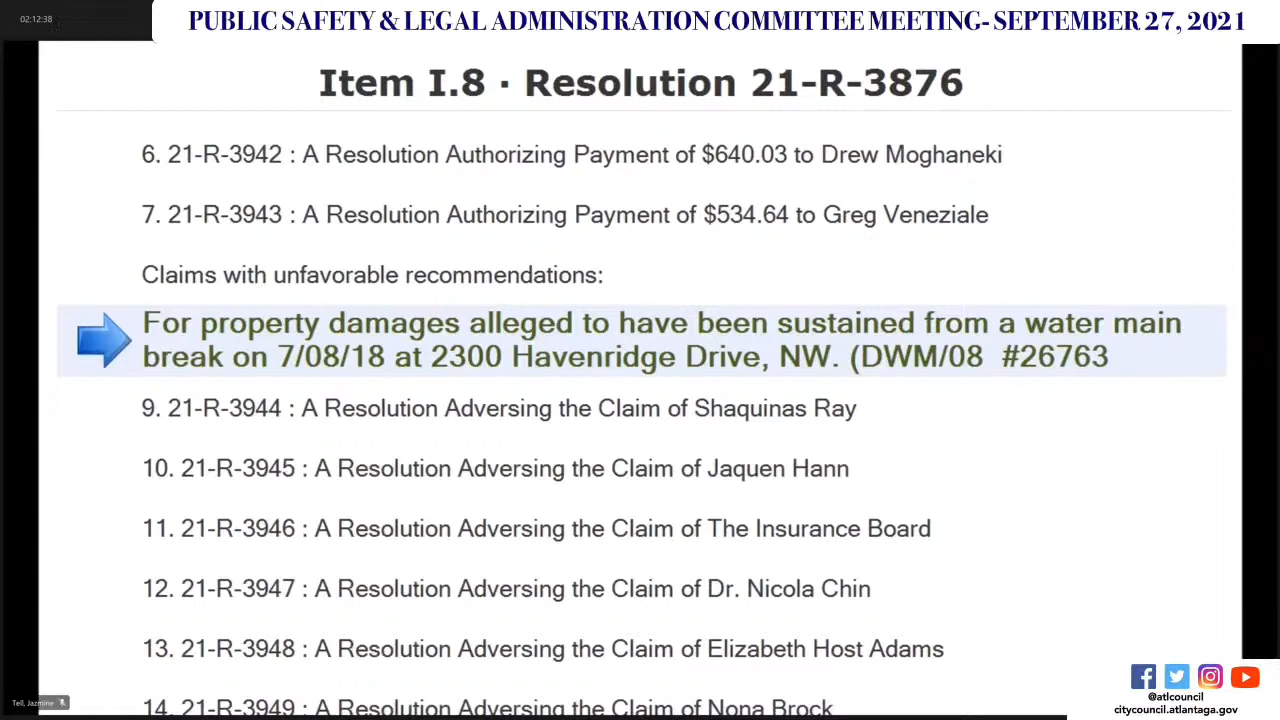 02:12:38
PUBLIC SAFETY & LEGAL ADMINISTRATION COMMITTEE MEETING- SEPTEMBER 27, 2021
Item I.8 · Resolution 21-R-3876
6. 21-R-3942 : A Resolution Authorizing Payment of $640.03 to Drew Moghaneki
7. 21-R-3943 : A Resolution Authorizing Payment of $534.64 to Greg Veneziale
Claims with unfavorable recommendations:
For property damages alleged to have been sustained from a water main
break on 7/08/18 at 2300 Havenridge Drive, NW. (DWM/08 #26763
9. 21-R-3944 : A Resolution Adversing the Claim of Shaquinas Ray
10. 21-R-3945 : A Resolution Adversing the Claim of Jaquen Hann
11. 21-R-3946 : A Resolution Adversing the Claim of The Insurance Board
12. 21-R-3947 : A Resolution Adversing the Claim of Dr. Nicola Chin
13. 21-R-3948 : A Resolution Adversing the Claim of Elizabeth Host Adams
14. 21-R-3949 : A Resolution Adversing the Claim of Nona Brock
Tell, Jazmine
@atlcouncil
citycouncil.atlantaga.gov